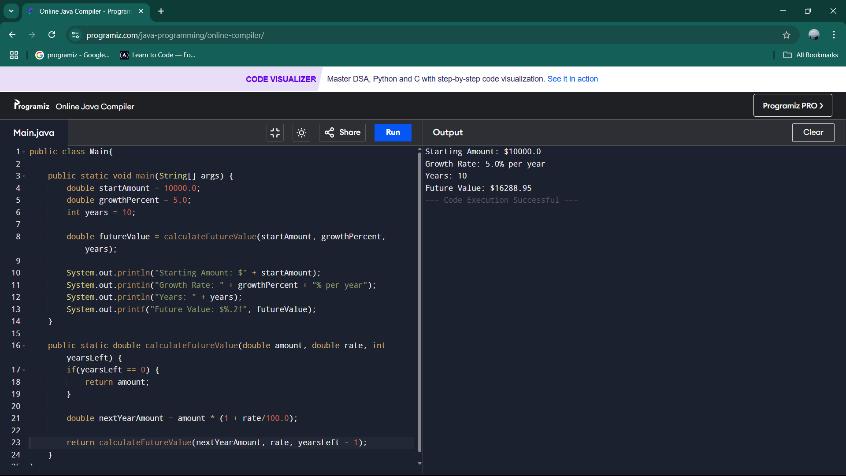 Online Java Compiler - Program
programiz.com/java-programming/online-compiler/
programiz - Google...
Learn to Code — Fo...
All Bookmarks
CODE VISUALIZER
Master DSA, Python and C with step-by-step code visualization. See it in action
Programiz
Online Java Compiler
Programiz PRO >
Main.java
Share
Run
Output
Clear
1 public class Main{
2
3 public static void main(String[] args) {
4 double startAmount = 10000.0;
5 double growthPercent = 5.0;
6 int years = 10;
7
8 double futureValue = calculateFutureValue(startAmount, growthPercent,
years);
9
10 System.out.println("Starting Amount: $" + startAmount);
11 System.out.println("Growth Rate: " + growthPercent + "% per year");
12 System.out.println("Years: " + years);
13 System.out.printf("Future Value: $%.2f", futureValue);
14 }
15
16 public static double calculateFutureValue(double amount, double rate, int
yearsLeft) {
17 if(yearsLeft == 0) {
18 return amount;
19 }
20
21 double nextYearAmount = amount * (1 + rate/100.0);
22
23 return calculateFutureValue(nextYearAmount, rate, yearsLeft - 1);
24 }
Starting Amount: $10000.0
Growth Rate: 5.0% per year
Years: 10
Future Value: $16288.95
=== Code Execution Successful ===